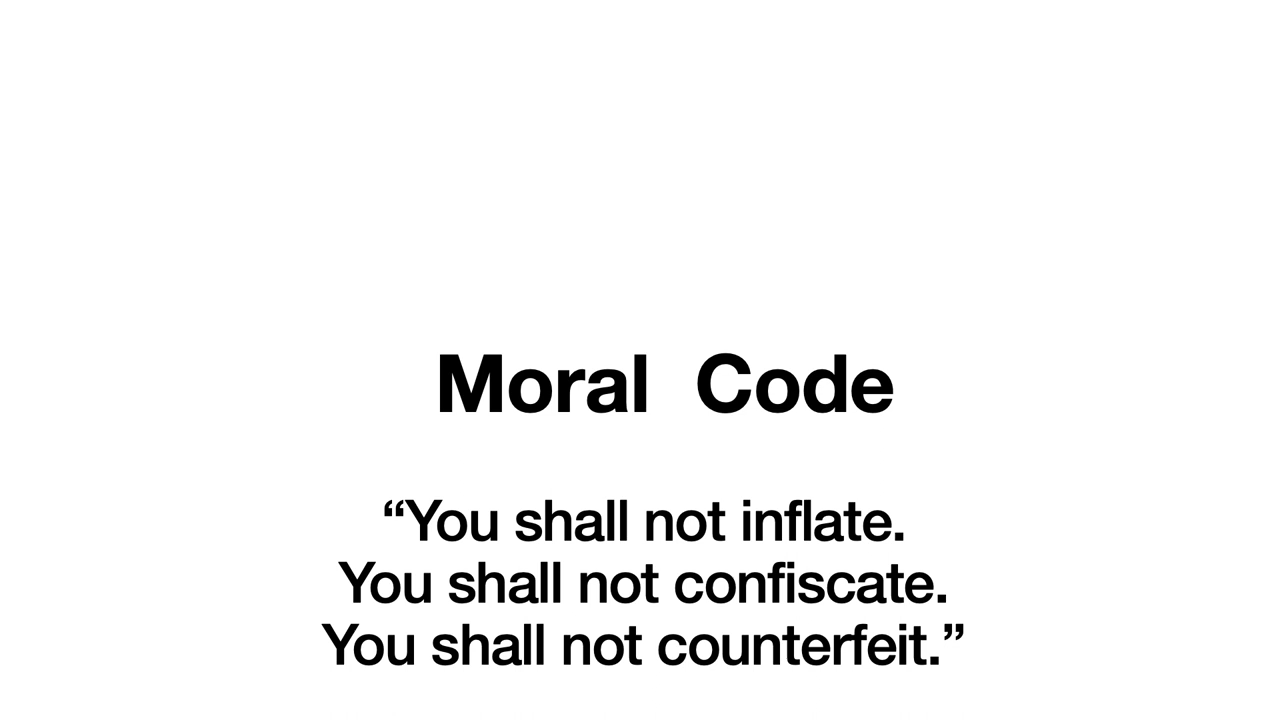 Moral  Code
“You shall not inflate.
You shall not confiscate.
You shall not counterfeit.”